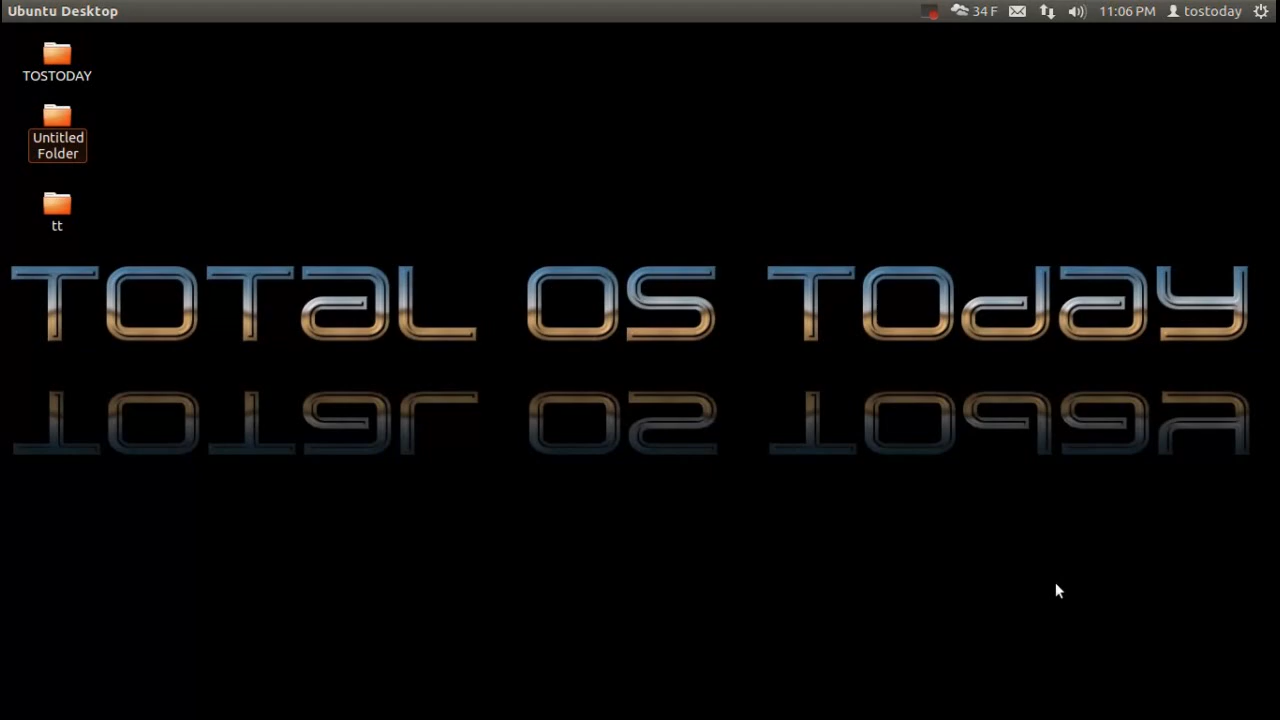 Ubuntu Desktop
34 F
11:06 PM
tostoday
TOSTODAY
Untitled
Folder
tt
TOTAL OS TODAY